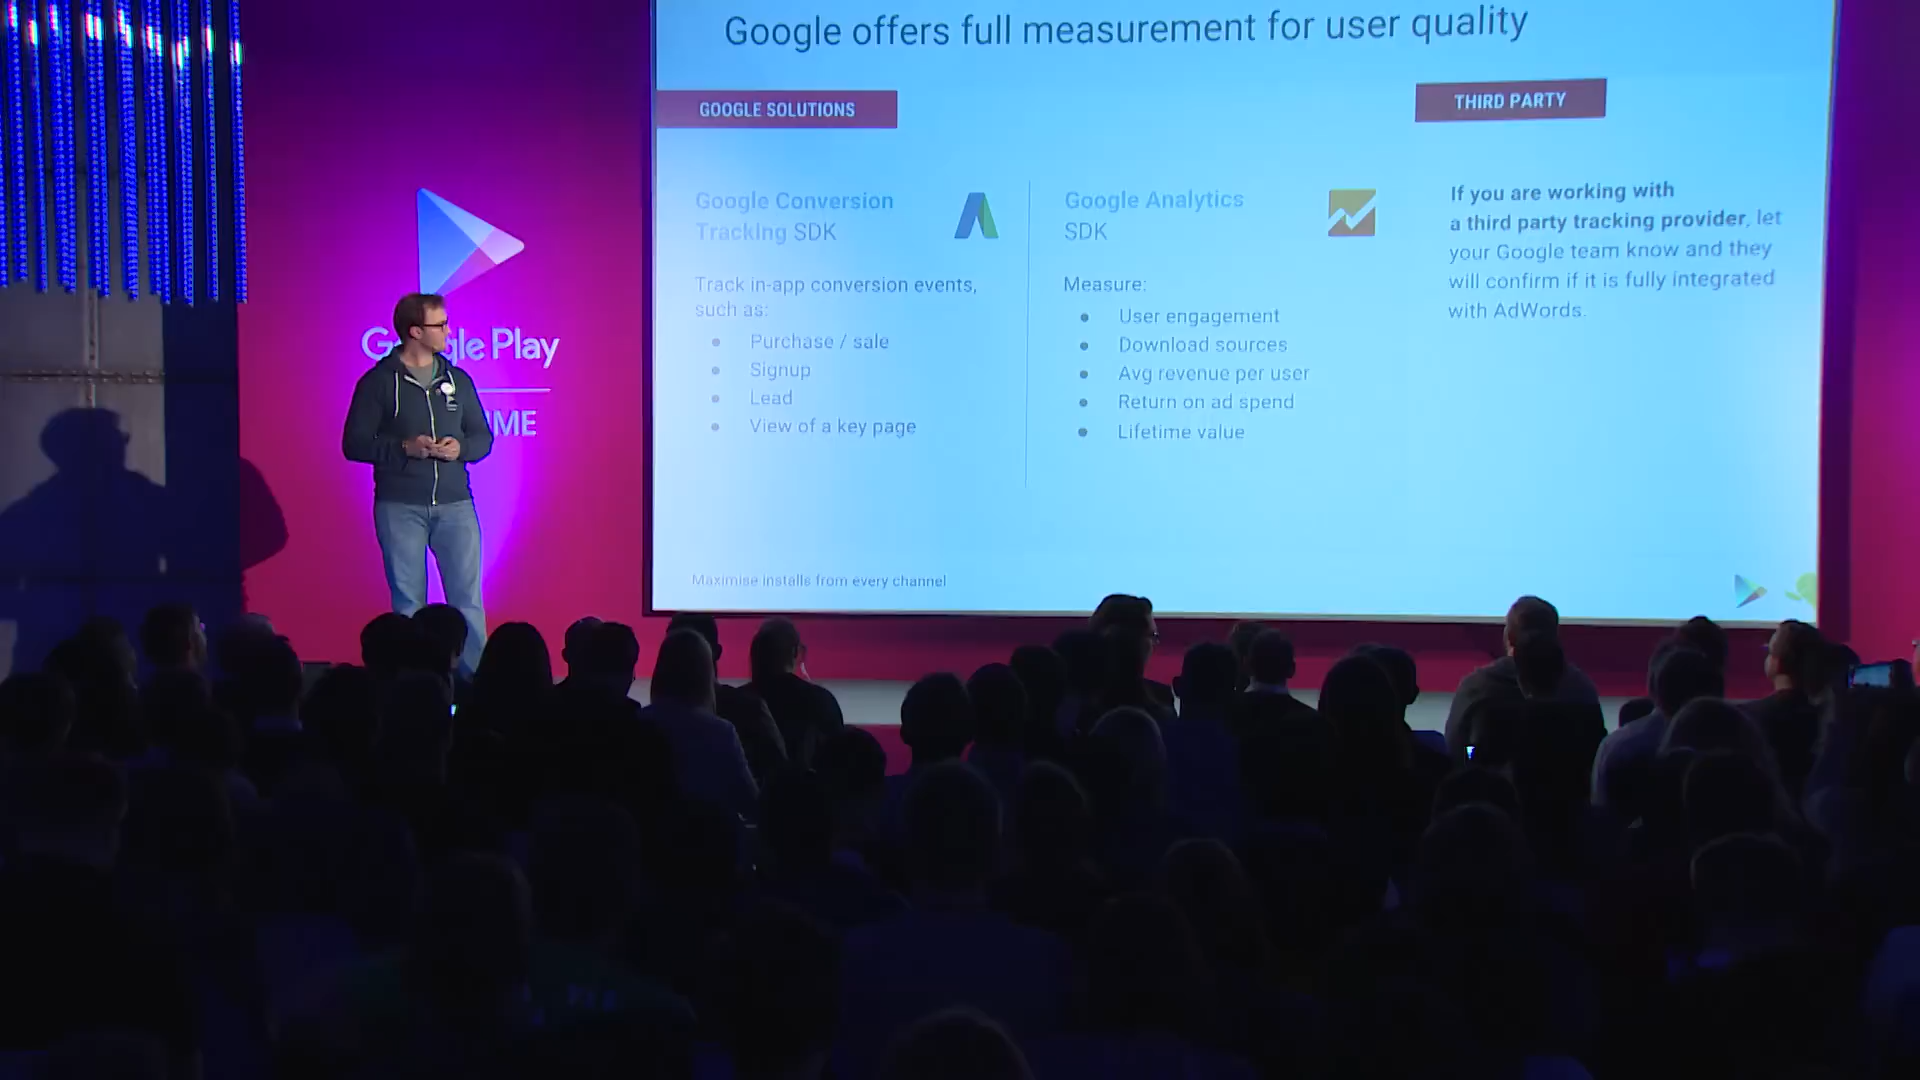 Google offers full measurement for user quality
GOOGLE SOLUTIONS
THIRD PARTY
Google Conversion
Tracking SDK
Track in-app conversion events,
such as:
Purchase / sale
Signup
Lead
View of a key page
Google Analytics
SDK
Measure:
User engagement
Download sources
Avg revenue per user
Return on ad spend
Lifetime value
If you are working with
a third party tracking provider, let
your Google team know and they
will confirm if it is fully integrated
with AdWords.
Maximise installs from every channel
Google Play